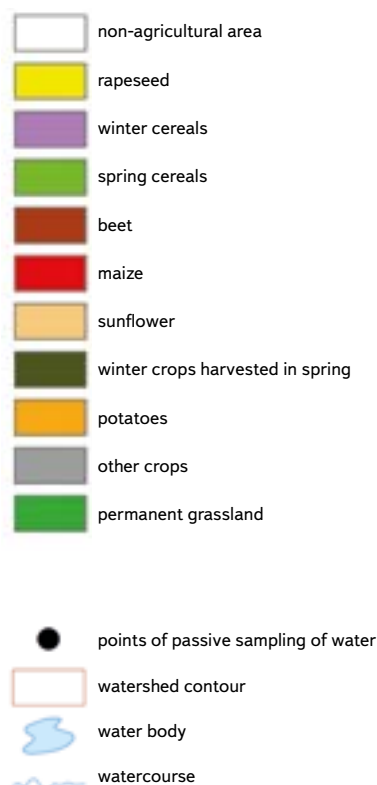 non-agricultural area
rapeseed
winter cereals
spring cereals
beet
maize
sunflower
winter crops harvested in spring
potatoes
other crops
permanent grassland
points of passive sampling of water
watershed contour
water body
watercourse